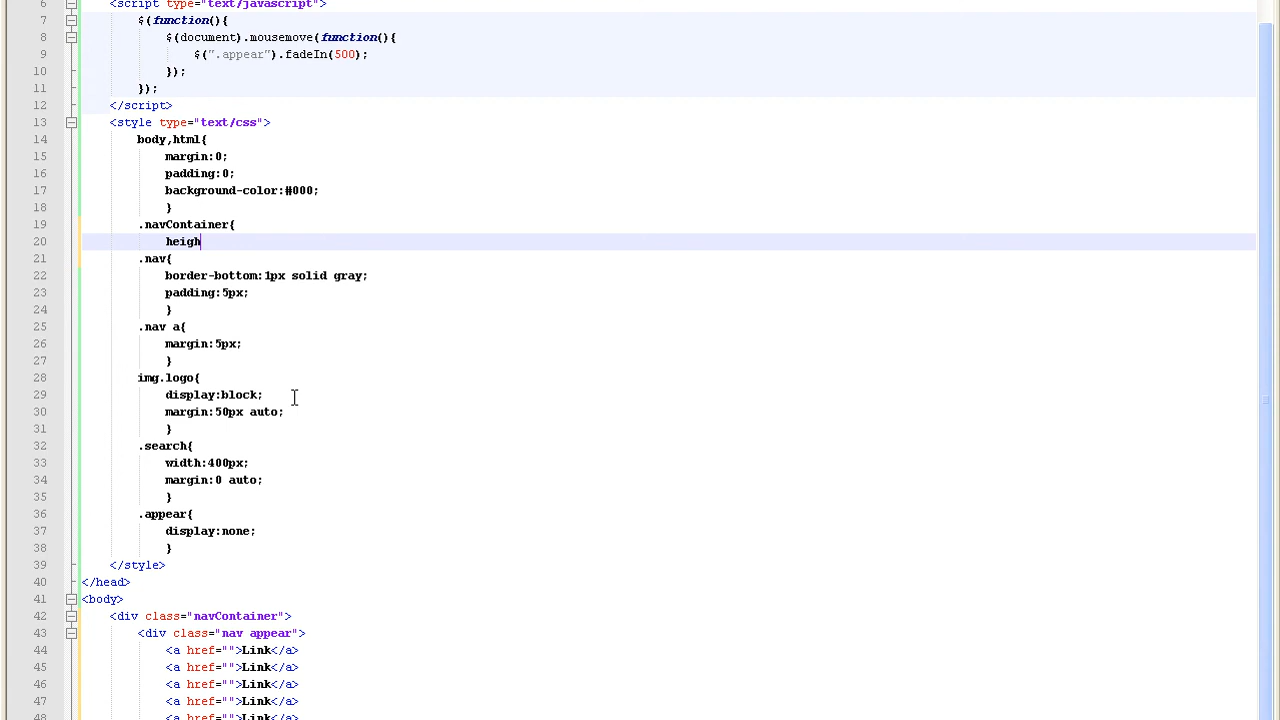 6 <script type="text/javascript">
7 $(function(){
8 $(document).mousemove(function(){
9 $(".appear").fadeIn(500);
10 });
11 });
12 </script>
13 <style type="text/css">
14 body,html{
15 margin:0;
16 padding:0;
17 background-color:#000;
18 }
19 .navContainer{
20 heigh
21 .nav{
22 border-bottom:1px solid gray;
23 padding:5px;
24 }
25 .nav a{
26 margin:5px;
27 }
28 img.logo{
29 display:block;
30 margin:50px auto;
31 }
32 .search{
33 width:400px;
34 margin:0 auto;
35 }
36 .appear{
37 display:none;
38 }
39 </style>
40 </head>
41 <body>
42 <div class="navContainer">
43 <div class="nav appear">
44 <a href="">Link</a>
45 <a href="">Link</a>
46 <a href="">Link</a>
47 <a href="">Link</a>
48 <a href="">Link</a>